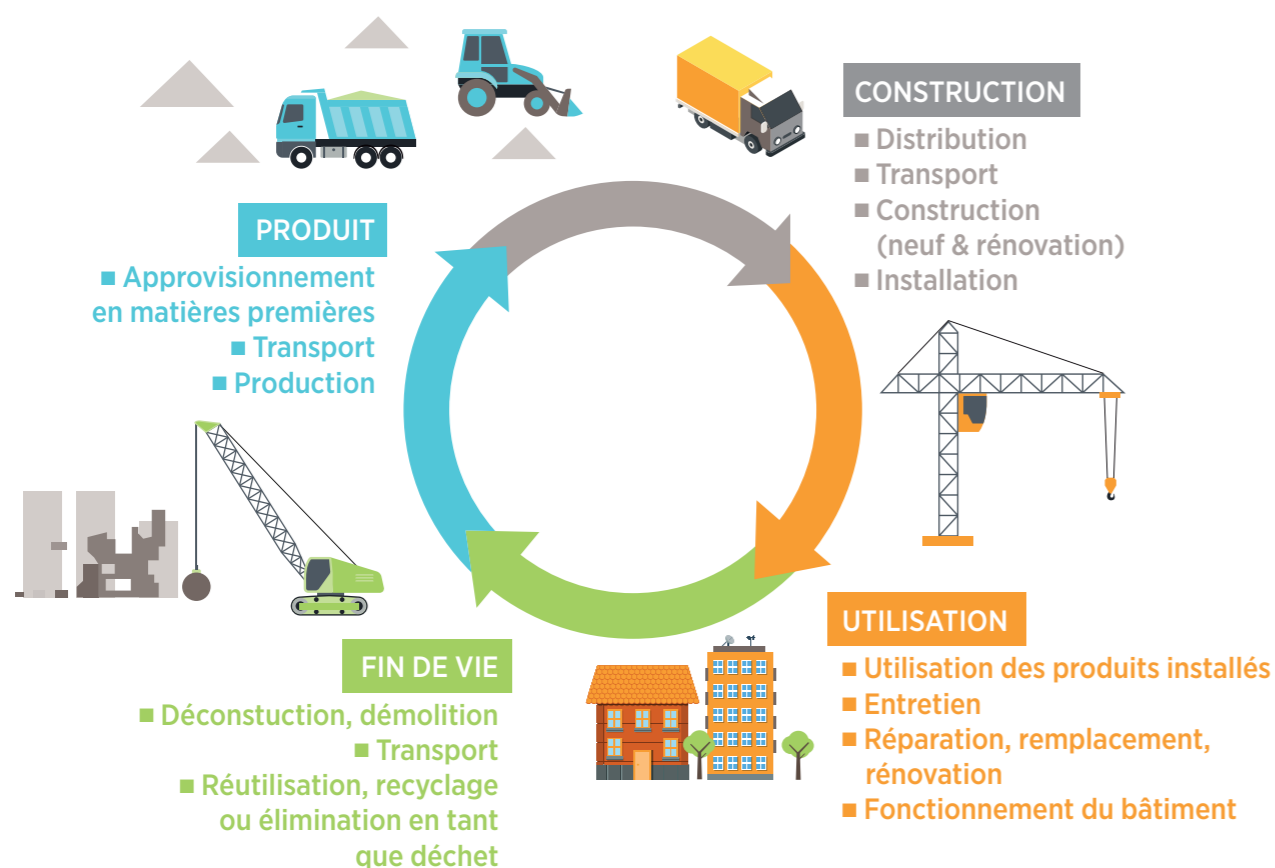 PRODUIT
■ Approvisionnement
en matières premières
■ Transport
■ Production
CONSTRUCTION
■ Distribution
■ Transport
■ Construction
(neuf & rénovation)
■ Installation
UTILISATION
■ Utilisation des produits installés
■ Entretien
■ Réparation, remplacement,
rénovation
■ Fonctionnement du bâtiment
FIN DE VIE
■ Déconstuction, démolition
■ Transport
■ Réutilisation, recyclage
ou élimination en tant
que déchet